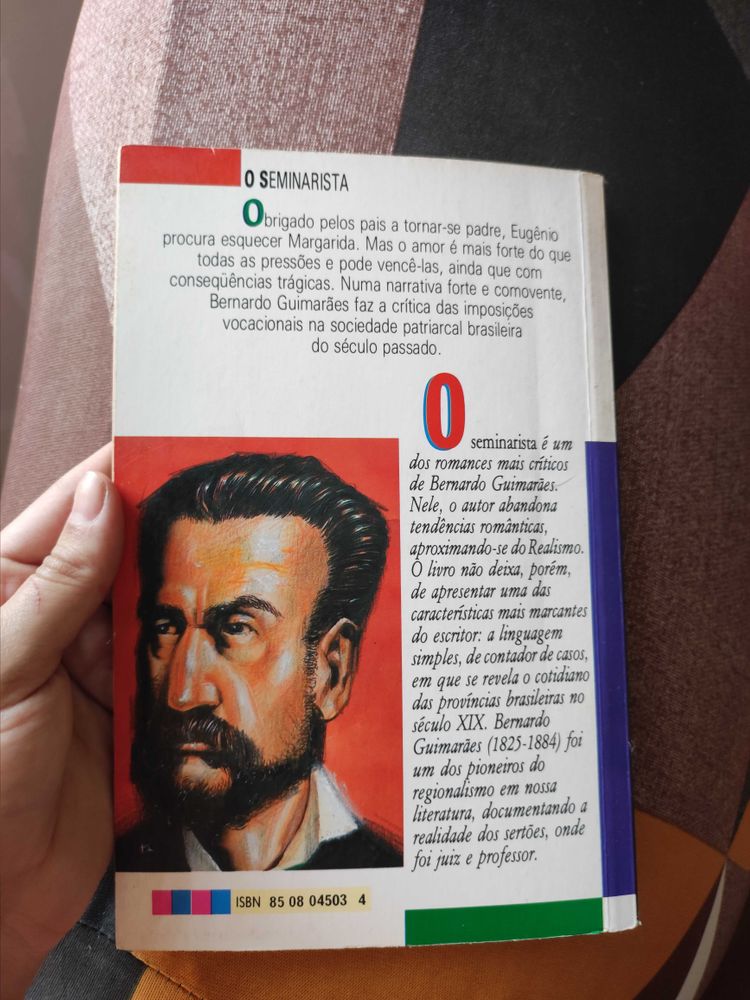 O SEMINARISTA
Obrigado pelos pais a tornar-se padre, Eugênio
procura esquecer Margarida. Mas o amor é mais forte do que
todas as pressões e pode vencê-las, ainda que com
conseqüências trágicas. Numa narrativa forte e comovente,
Bernardo Guimarães faz a crítica das imposições
vocacionais na sociedade patriarcal brasileira
do século passado.
O seminarista é um
dos romances mais críticos
de Bernardo Guimarães.
Nele, o autor abandona
tendências românticas,
aproximando-se do Realismo.
O livro não deixa, porém,
de apresentar uma das
características mais marcantes
do escritor: a linguagem
simples, de contador de casos,
em que se revela o cotidiano
das províncias brasileiras no
século XIX. Bernardo
Guimarães (1825-1884) foi
um dos pioneiros do
regionalismo em nossa
literatura, documentando a
realidade dos sertões, onde
foi juiz e professor.
ISBN 85 08 04503 4